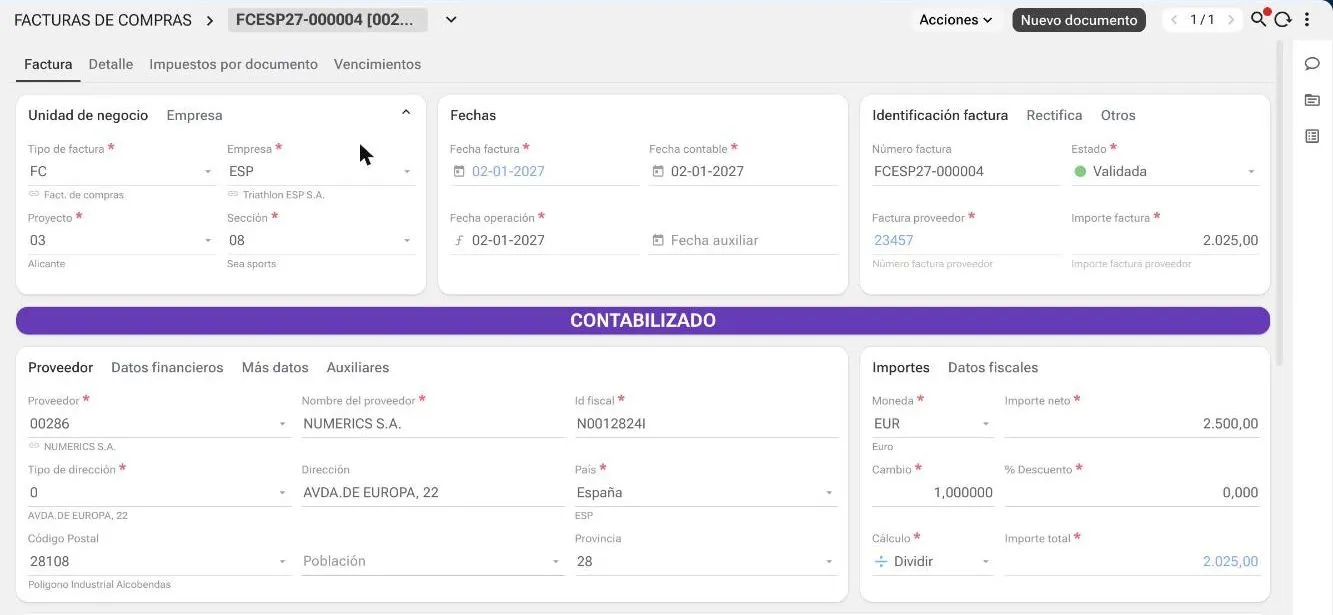 FACTURAS DE COMPRAS > FCESP27-000004 [002...
Acciones Nuevo documento 1 / 1
Factura Detalle Impuestos por documento Vencimientos
Unidad de negocio Empresa
Tipo de factura * Empresa *
FC ESP
Fact. de compras Triathlon ESP S.A.
Proyecto * Sección *
03 08
Alicante Sea sports
Fechas
Fecha factura * Fecha contable *
02-01-2027 02-01-2027
Fecha operación *
02-01-2027 Fecha auxiliar
Identificación factura Rectifica Otros
Número factura Estado *
FCESP27-000004 Validada
Factura proveedor * Importe factura *
23457 2.025,00
Número factura proveedor Importe factura proveedor
CONTABILIZADO
Proveedor Datos financieros Más datos Auxiliares
Proveedor * Nombre del proveedor * Id fiscal *
00286 NUMERICS S.A. N0012824I
NUMERICS S.A.
Tipo de dirección * Dirección País *
0 AVDA.DE EUROPA, 22 España
AVDA.DE EUROPA, 22 ESP
Código Postal Provincia
28108 Población 28
Poligono Industrial Alcobendas
Importes Datos fiscales
Moneda * Importe neto *
EUR 2.500,00
Euro
Cambio * % Descuento *
1,000000 0,000
Cálculo * Importe total *
Dividir 2.025,00